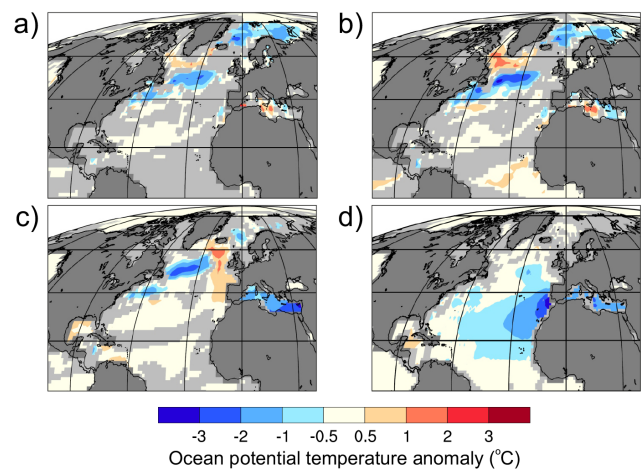 a) b)
c) d)
-3 -2 -1 -0.5 0.5 1 2 3
Ocean potential temperature anomaly (°C)